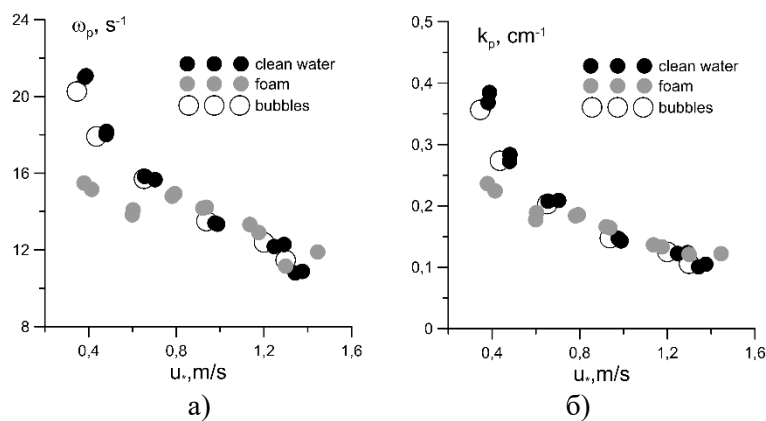 ωp, s-1
24
20
16
12
8
0,4 0,8 1,2 1,6
u*,m/s
clean water
foam
bubbles
а)
kp, cm-1
0,5
0,4
0,3
0,2
0,1
0
0,4 0,8 1,2 1,6
u*,m/s
clean water
foam
bubbles
б)